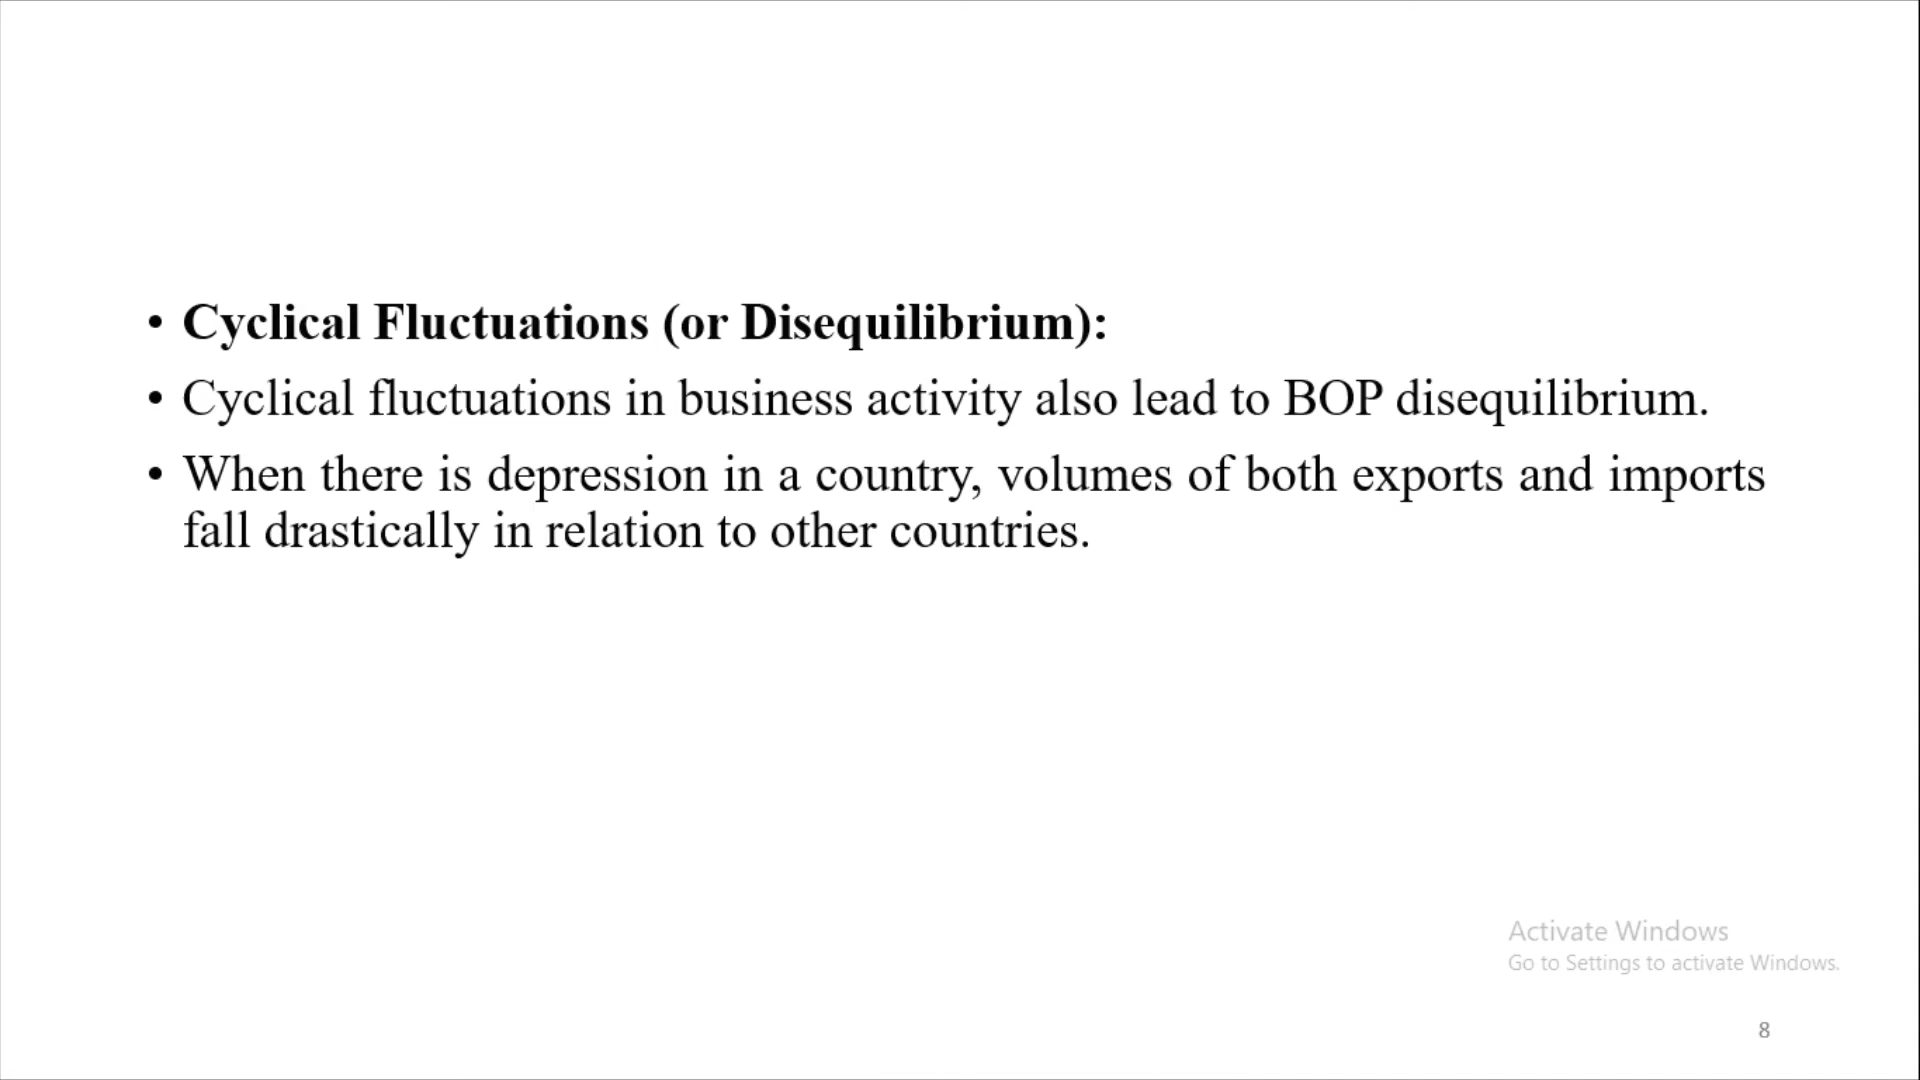 • Cyclical Fluctuations (or Disequilibrium):
• Cyclical fluctuations in business activity also lead to BOP disequilibrium.
• When there is depression in a country, volumes of both exports and imports
fall drastically in relation to other countries.
Activate Windows
Go to Settings to activate Windows.
8